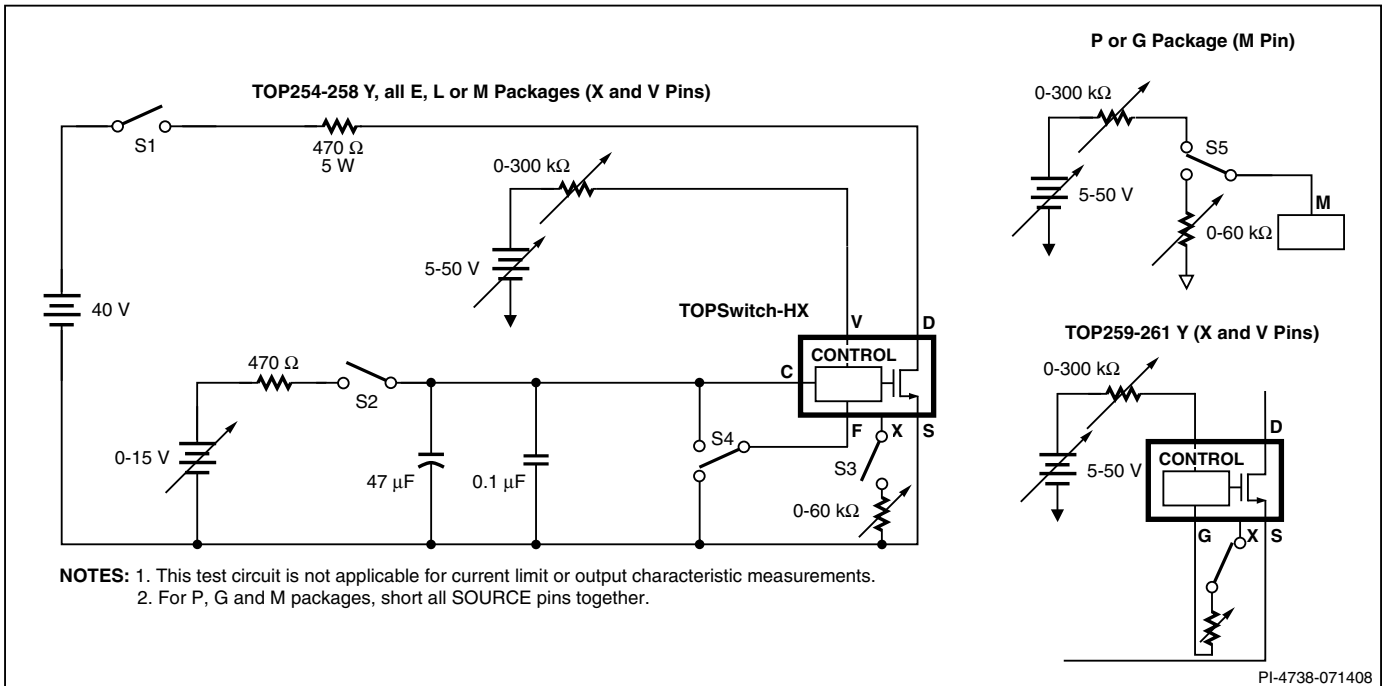 TOP254-258 Y, all E, L or M Packages (X and V Pins)
S1
470 Ω
5 W
0-300 kΩ
5-50 V
40 V
TOPSwitch-HX
V
D
CONTROL
C
F
X
S
470 Ω
S2
0-15 V
47 µF
0.1 µF
S4
S3
0-60 kΩ
NOTES: 1. This test circuit is not applicable for current limit or output characteristic measurements.
2. For P, G and M packages, short all SOURCE pins together.
P or G Package (M Pin)
0-300 kΩ
S5
5-50 V
M
0-60 kΩ
TOP259-261 Y (X and V Pins)
0-300 kΩ
D
5-50 V
CONTROL
G
X
S
PI-4738-071408